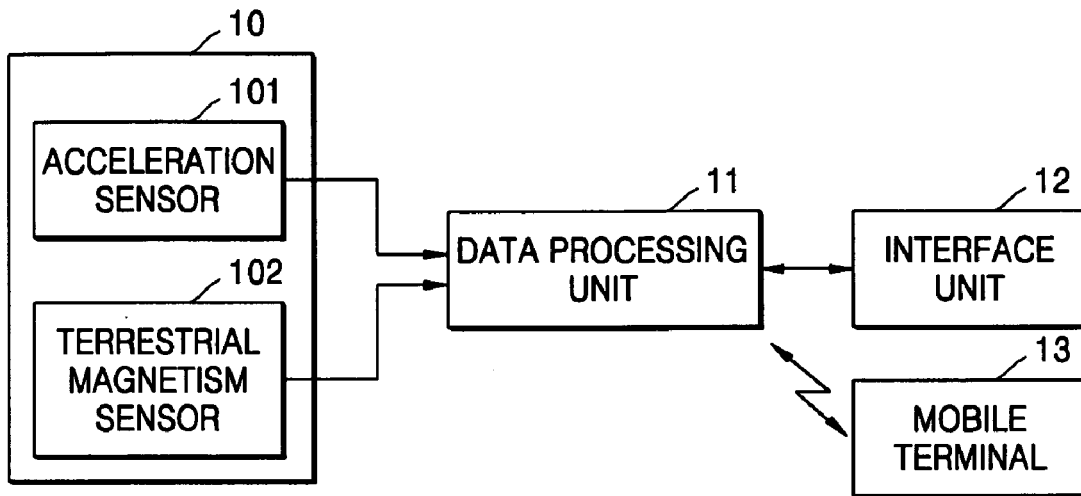 10
101
ACCELERATION
SENSOR
102
TERRESTRIAL
MAGNETISM
SENSOR
11
DATA PROCESSING
UNIT
12
INTERFACE
UNIT
13
MOBILE
TERMINAL